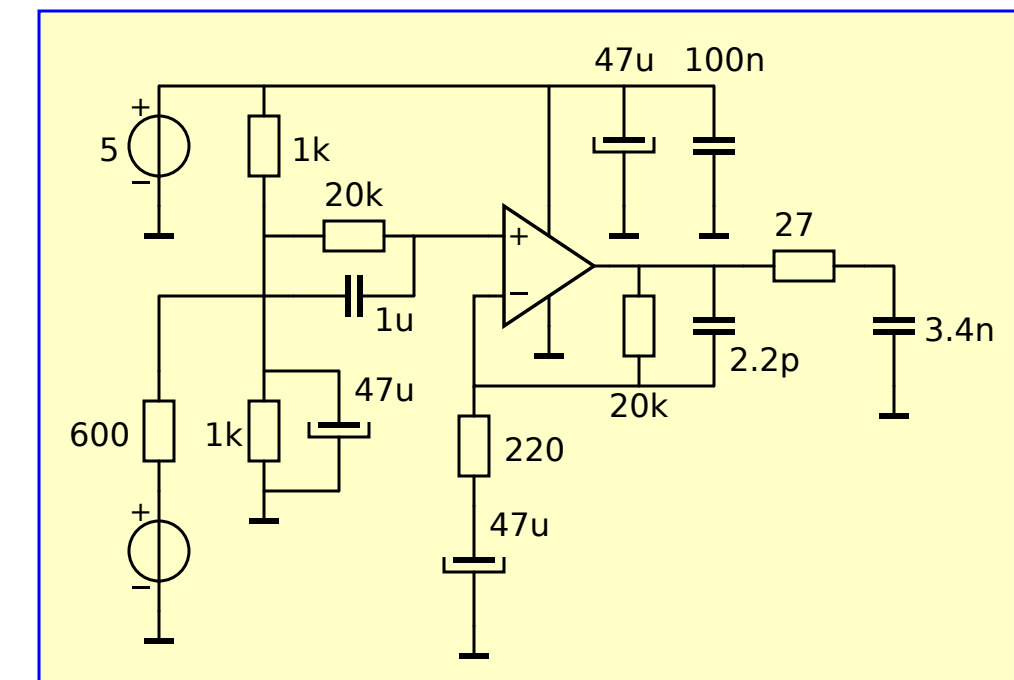 47u 100n
+
5 1k
−
20k
27
+
−
1u 3.4n
2.2p
47u
20k
600 1k
220
+
47u
−